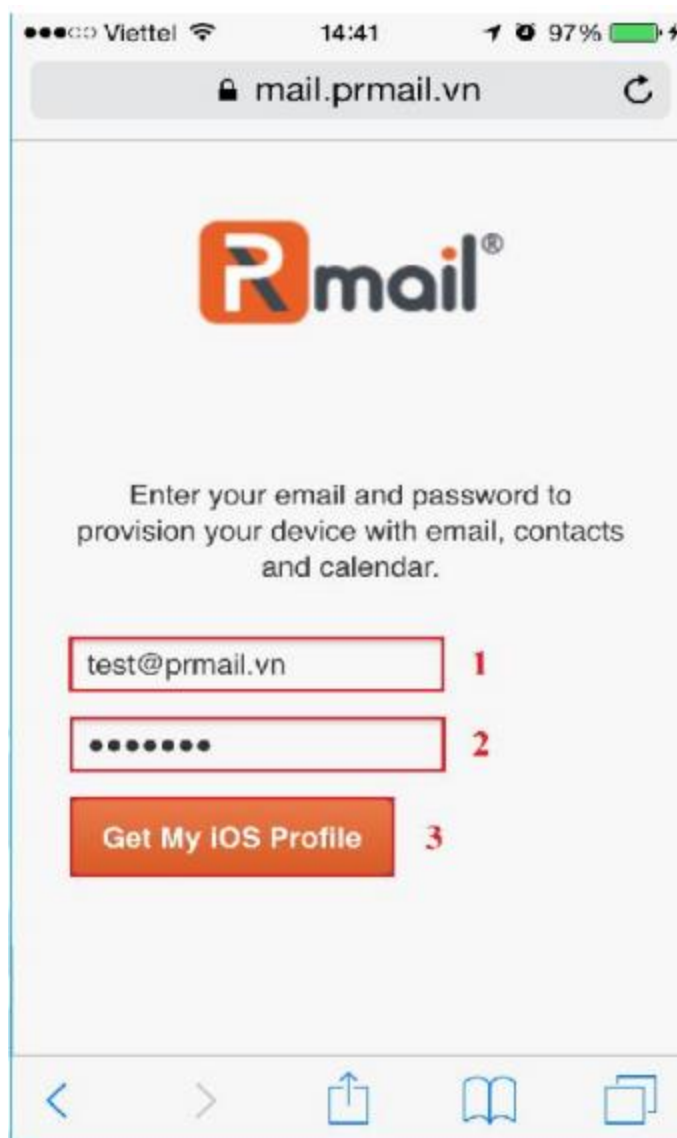 Viettel 14:41 97%
mail.prmail.vn
PRmail®
Enter your email and password to
provision your device with email, contacts
and calendar.
test@prmail.vn 1
••••••• 2
Get My iOS Profile 3